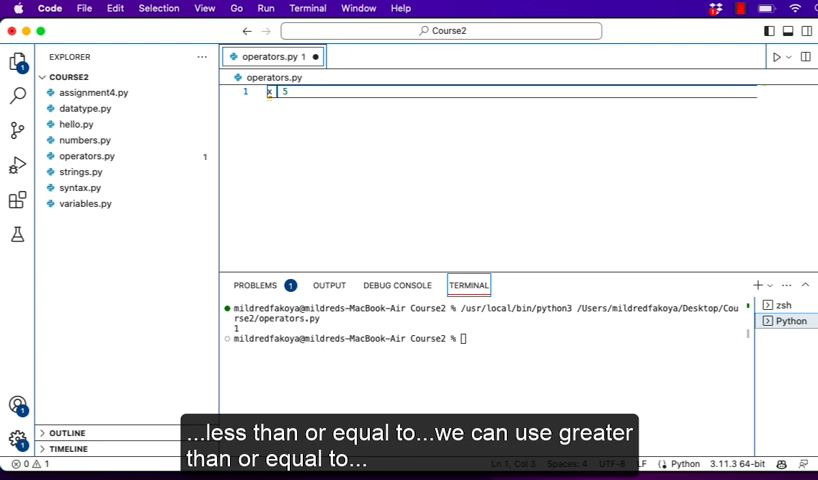 Code File Edit Selection View Go Run Terminal Window Help
Course2
EXPLORER
operators.py 1
COURSE2
operators.py
assignment4.py
1 x 5
datatype.py
hello.py
numbers.py
operators.py 1
strings.py
syntax.py
variables.py
PROBLEMS 1 OUTPUT DEBUG CONSOLE TERMINAL
mildredfakoya@mildreds-MacBook-Air Course2 % /usr/local/bin/python3 /Users/mildredfakoya/Desktop/Cou
rse2/operators.py
1
mildredfakoya@mildreds-MacBook-Air Course2 %
zsh
Python
1
1
1
OUTLINE
TIMELINE
...less than or equal to...we can use greater
than or equal to...
0 1 Ln 1, Col 3 Spaces: 4 UTF-8 LF Python 3.11.3 64-bit